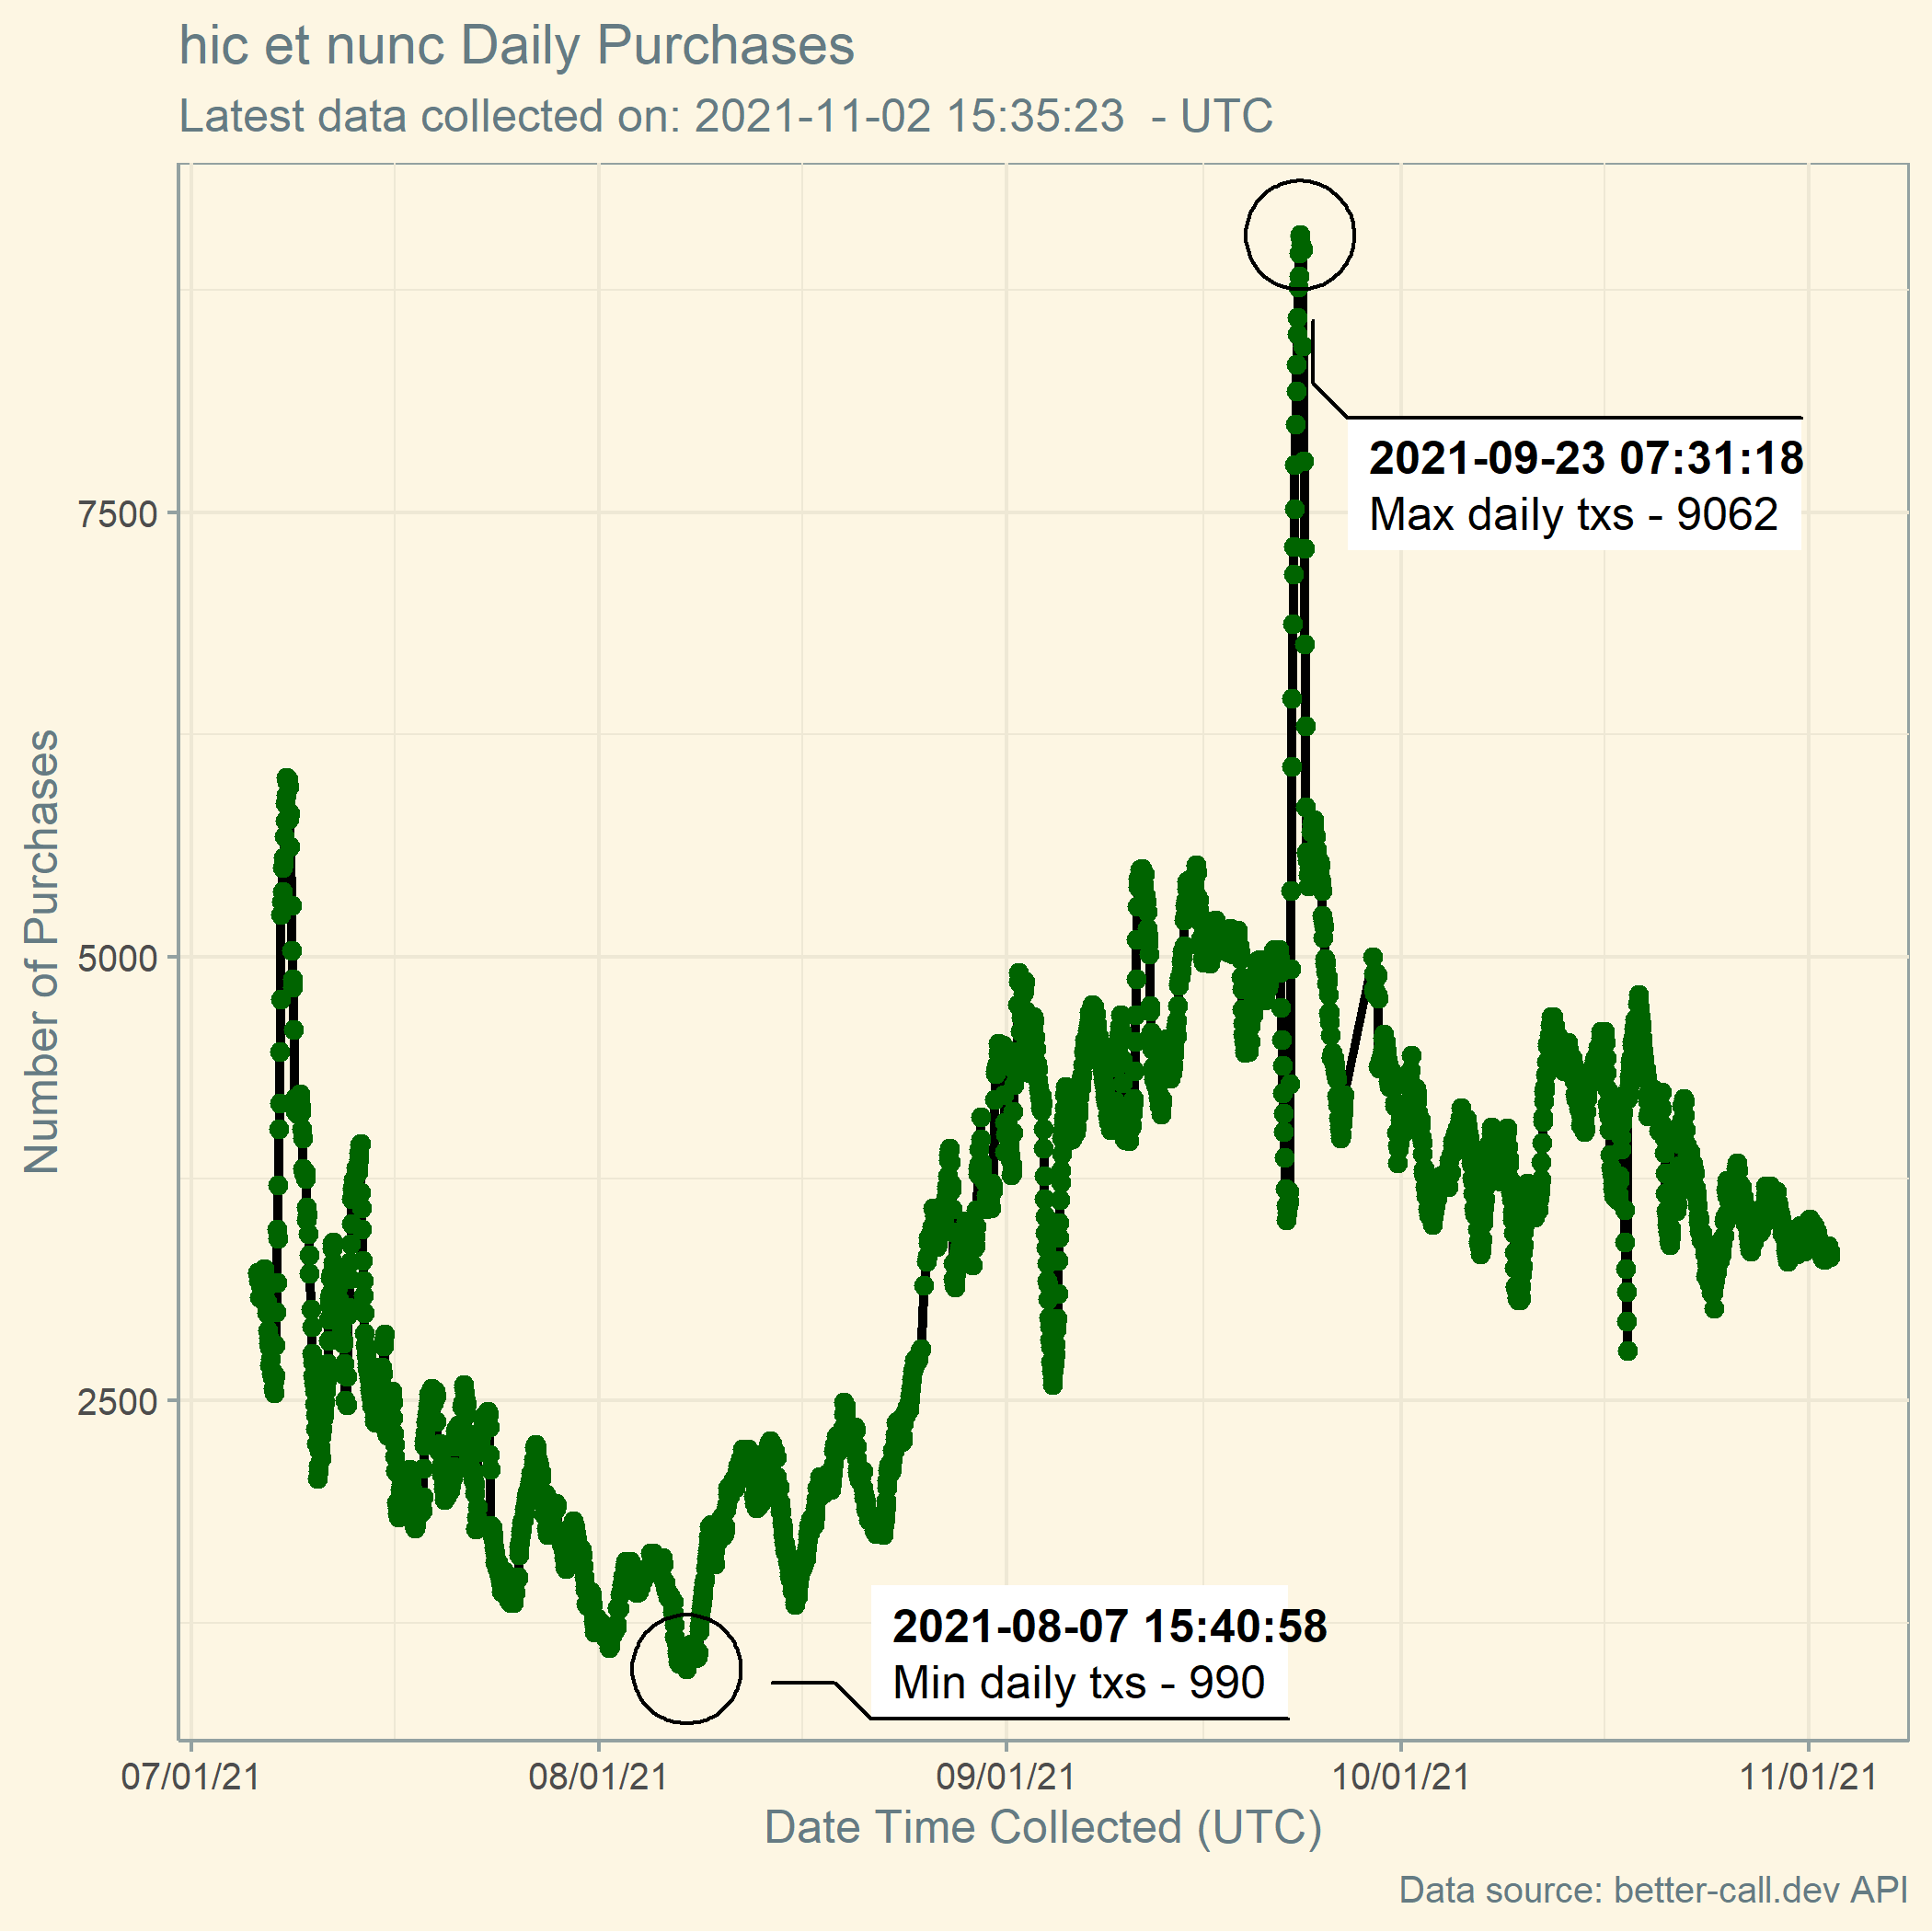 hic et nunc Daily Purchases
Latest data collected on: 2021-11-02 15:35:23  - UTC
Number of Purchases
7500
5000
2500
2021-09-23 07:31:18
Max daily txs - 9062
2021-08-07 15:40:58
Min daily txs - 990
07/01/21 08/01/21 09/01/21 10/01/21 11/01/21
Date Time Collected (UTC)
Data source: better-call.dev API